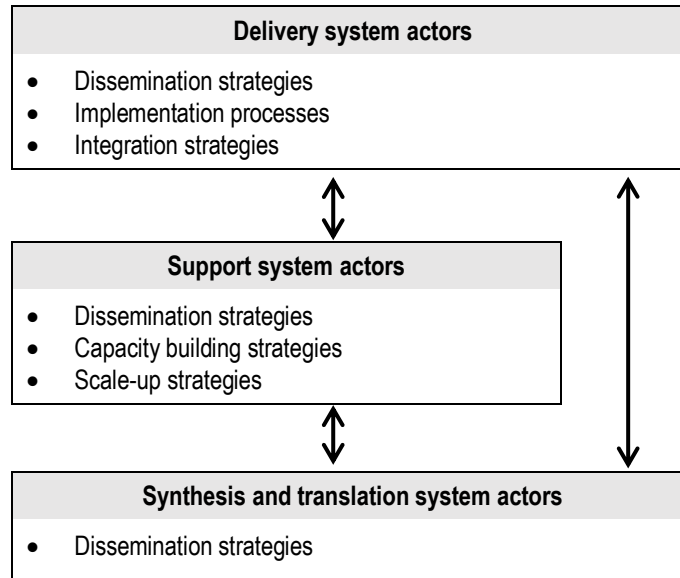 Delivery system actors
• Dissemination strategies
• Implementation processes
• Integration strategies
Support system actors
• Dissemination strategies
• Capacity building strategies
• Scale-up strategies
Synthesis and translation system actors
• Dissemination strategies